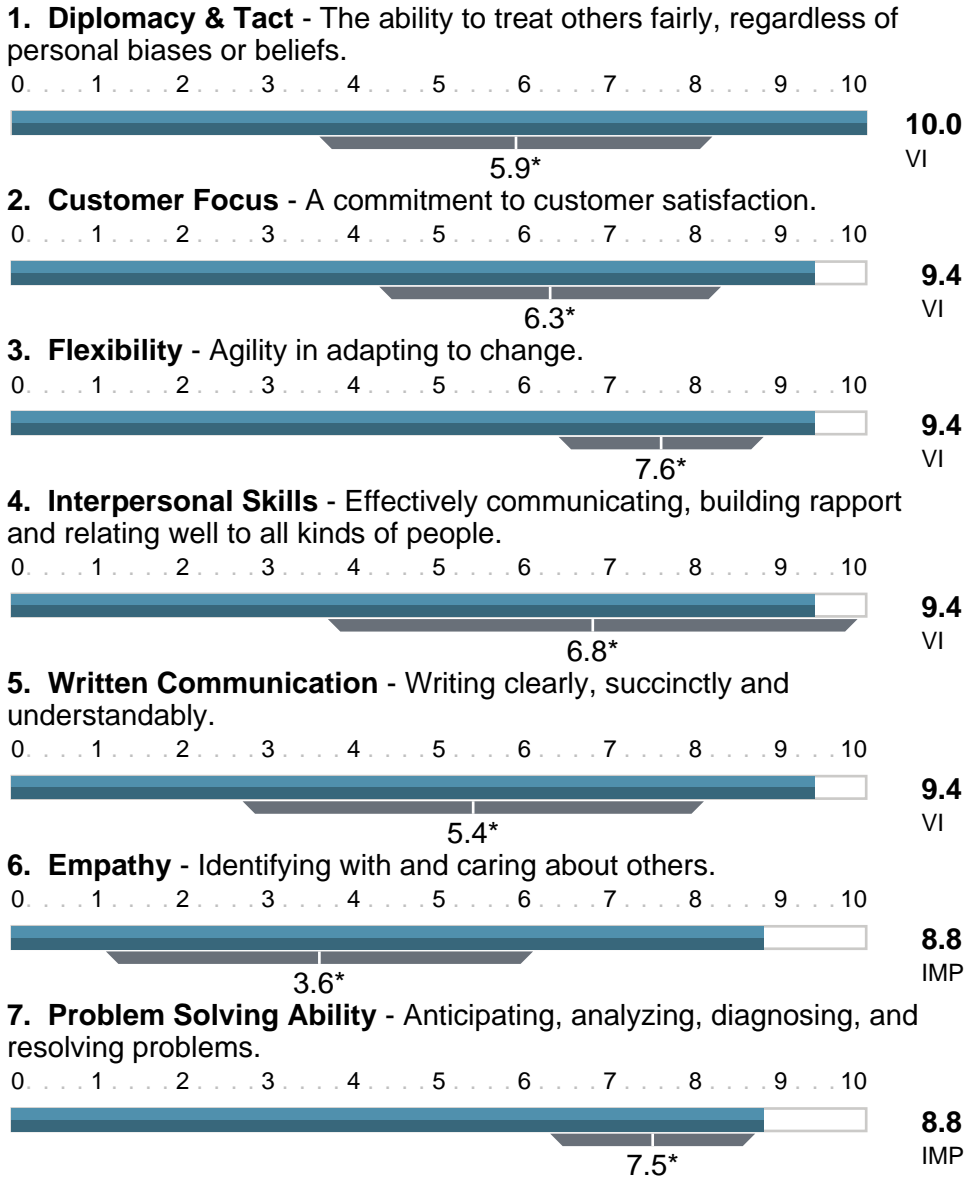 1. Diplomacy & Tact - The ability to treat others fairly, regardless of
personal biases or beliefs.
0. . . . 1 . . . . 2 . . . . 3 . . . . 4 . . . . 5 . . . . 6 . . . . 7 . . . . 8 . . . . 9 . . . 10
10.0
VI
5.9*
2. Customer Focus - A commitment to customer satisfaction.
0. . . . 1 . . . . 2 . . . . 3 . . . . 4 . . . . 5 . . . . 6 . . . . 7 . . . . 8 . . . . 9 . . . 10
9.4
VI
6.3*
3. Flexibility - Agility in adapting to change.
0. . . . 1 . . . . 2 . . . . 3 . . . . 4 . . . . 5 . . . . 6 . . . . 7 . . . . 8 . . . . 9 . . . 10
9.4
VI
7.6*
4. Interpersonal Skills - Effectively communicating, building rapport
and relating well to all kinds of people.
0. . . . 1 . . . . 2 . . . . 3 . . . . 4 . . . . 5 . . . . 6 . . . . 7 . . . . 8 . . . . 9 . . . 10
9.4
VI
6.8*
5. Written Communication - Writing clearly, succinctly and
understandably.
0. . . . 1 . . . . 2 . . . . 3 . . . . 4 . . . . 5 . . . . 6 . . . . 7 . . . . 8 . . . . 9 . . . 10
9.4
VI
5.4*
6. Empathy - Identifying with and caring about others.
0. . . . 1 . . . . 2 . . . . 3 . . . . 4 . . . . 5 . . . . 6 . . . . 7 . . . . 8 . . . . 9 . . . 10
8.8
IMP
3.6*
7. Problem Solving Ability - Anticipating, analyzing, diagnosing, and
resolving problems.
0. . . . 1 . . . . 2 . . . . 3 . . . . 4 . . . . 5 . . . . 6 . . . . 7 . . . . 8 . . . . 9 . . . 10
8.8
IMP
7.5*